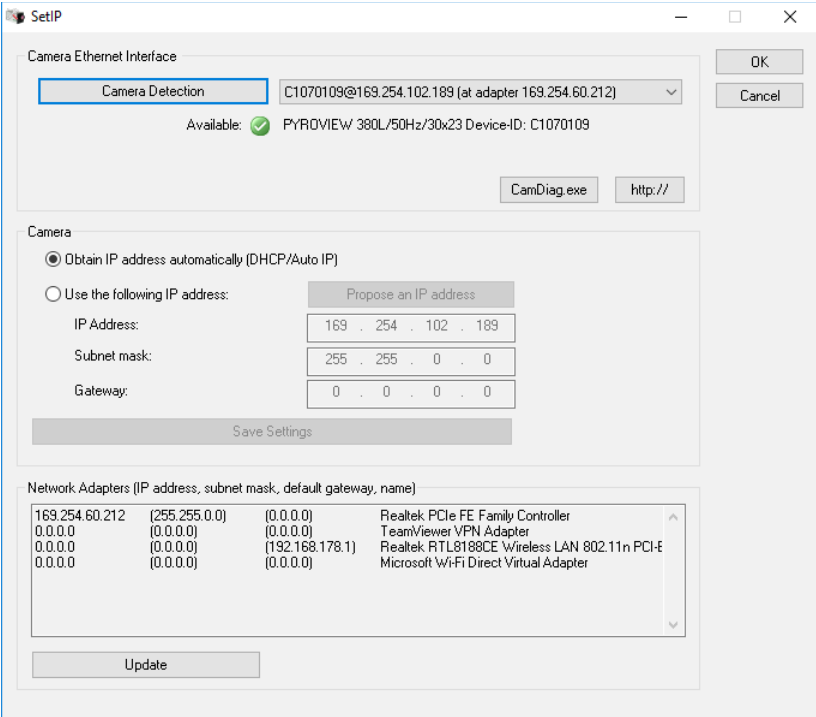 SetIP
Camera Ethernet Interface
OK
Camera Detection C1070109@169.254.102.189 (at adapter 169.254.60.212)
Cancel
Available: PYROVIEW 380L/50Hz/30x23 Device-ID: C1070109
CamDiag.exe http://
Camera
Obtain IP address automatically (DHCP/Auto IP)
Use the following IP address: Propose an IP address
IP Address: 169 . 254 . 102 . 189
Subnet mask: 255 . 255 . 0 . 0
Gateway: 0 . 0 . 0 . 0
Save Settings
Network Adapters (IP address, subnet mask, default gateway, name)
169.254.60.212 (255.255.0.0) (0.0.0.0) Realtek PCIe FE Family Controller
0.0.0.0 (0.0.0.0) (0.0.0.0) TeamViewer VPN Adapter
0.0.0.0 (0.0.0.0) (192.168.178.1) Realtek RTL8188CE Wireless LAN 802.11n PCI-E
0.0.0.0 (0.0.0.0) (0.0.0.0) Microsoft Wi-Fi Direct Virtual Adapter
Update